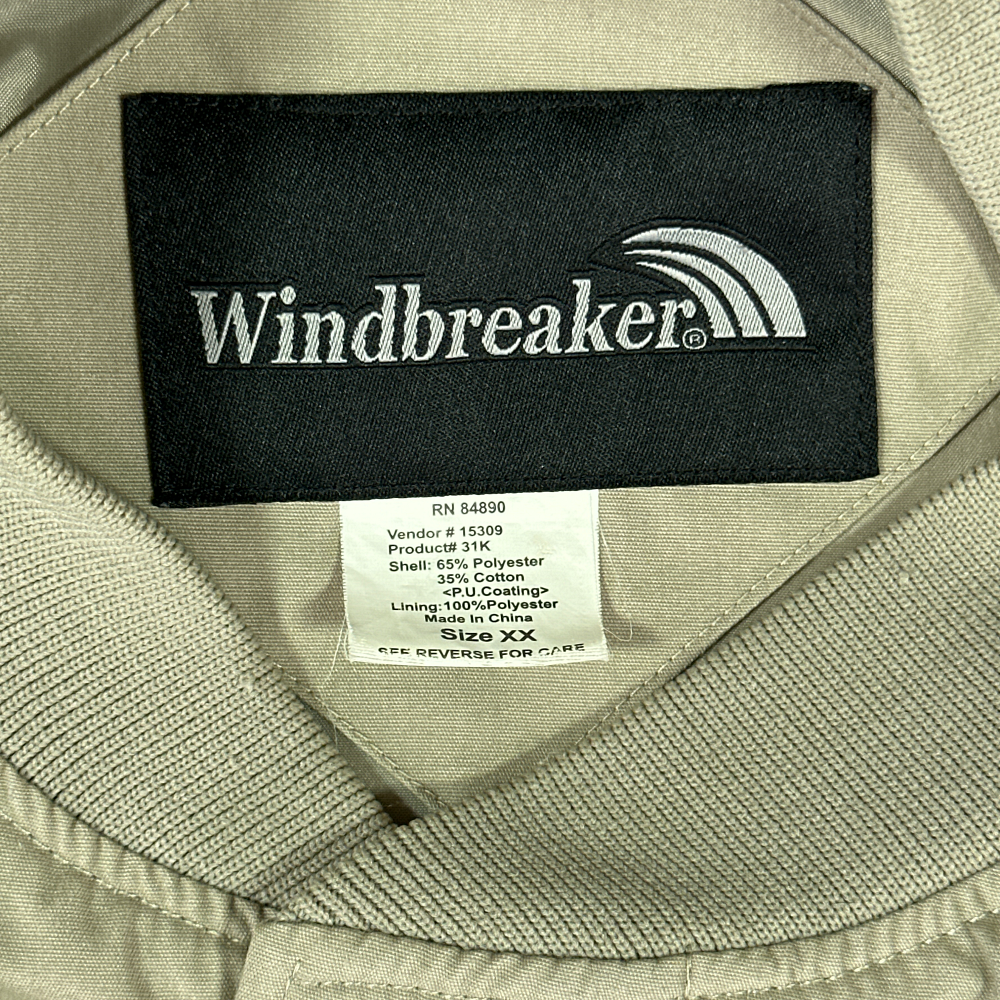 Windbreaker®
RN 84890
Vendor # 15309
Product# 31K
Shell: 65% Polyester
35% Cotton
<P.U.Coating>
Lining:100%Polyester
Made In China
Size XX
SEE REVERSE FOR CARE